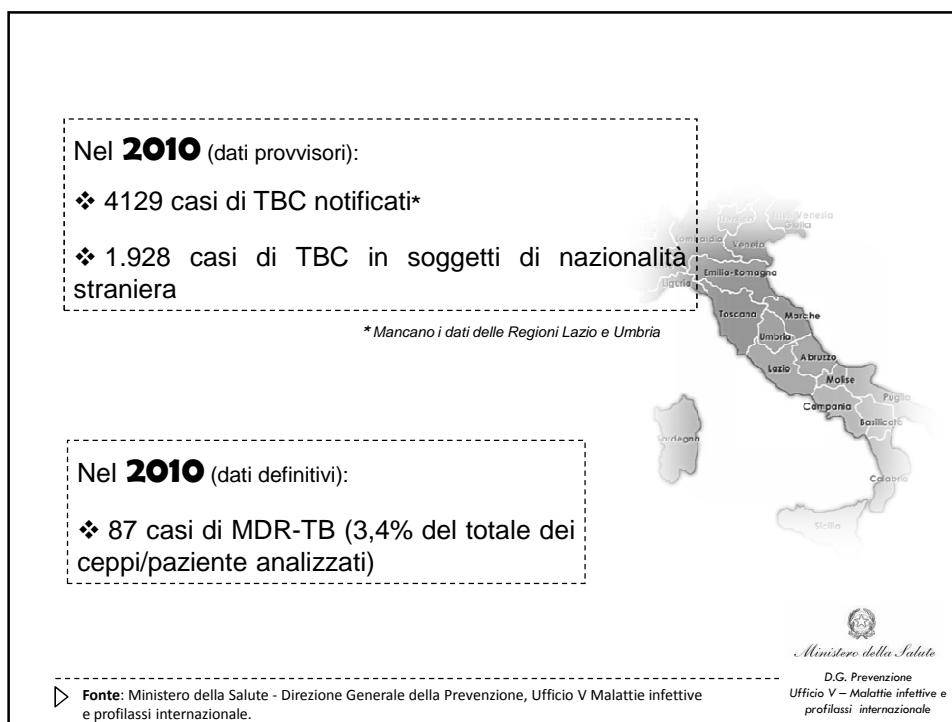 Nel 2010 (dati provvisori):
❖ 4129 casi di TBC notificati*
❖ 1.928 casi di TBC in soggetti di nazionalità
straniera
* Mancano i dati delle Regioni Lazio e Umbria
Lombardia
Veneto
Venezia
Giulia
Liguria
Emilia-Romagna
Toscana
Marche
Umbria
Abruzzo
Lazio
Molise
Campania
Puglia
Basilicata
Sardegna
Calabria
Sicilia
Nel 2010 (dati definitivi):
❖ 87 casi di MDR-TB (3,4% del totale dei
ceppi/paziente analizzati)
Ministero della Salute
D.G. Prevenzione
Ufficio V – Malattie infettive e
profilassi internazionale
Fonte: Ministero della Salute - Direzione Generale della Prevenzione, Ufficio V Malattie infettive
e profilassi internazionale.